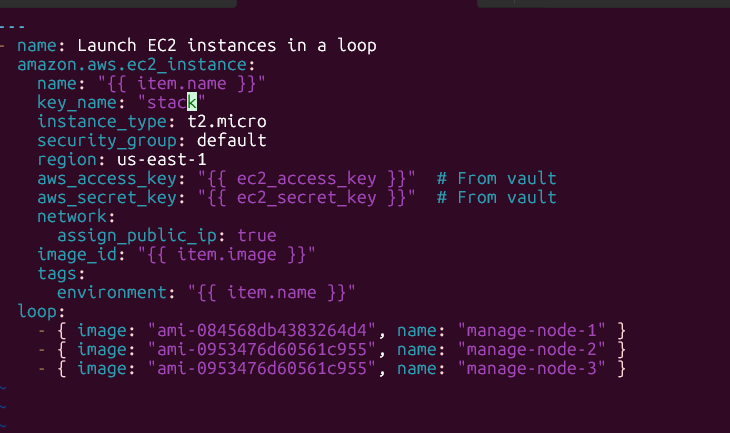 ---
- name: Launch EC2 instances in a loop
  amazon.aws.ec2_instance:
    name: "{{ item.name }}"
    key_name: "stack"
    instance_type: t2.micro
    security_group: default
    region: us-east-1
    aws_access_key: "{{ ec2_access_key }}"  # From vault
    aws_secret_key: "{{ ec2_secret_key }}"  # From vault
    network:
      assign_public_ip: true
    image_id: "{{ item.image }}"
    tags:
      environment: "{{ item.name }}"
  loop:
    - { image: "ami-084568db4383264d4", name: "manage-node-1" }
    - { image: "ami-0953476d60561c955", name: "manage-node-2" }
    - { image: "ami-0953476d60561c955", name: "manage-node-3" }
~
~
~